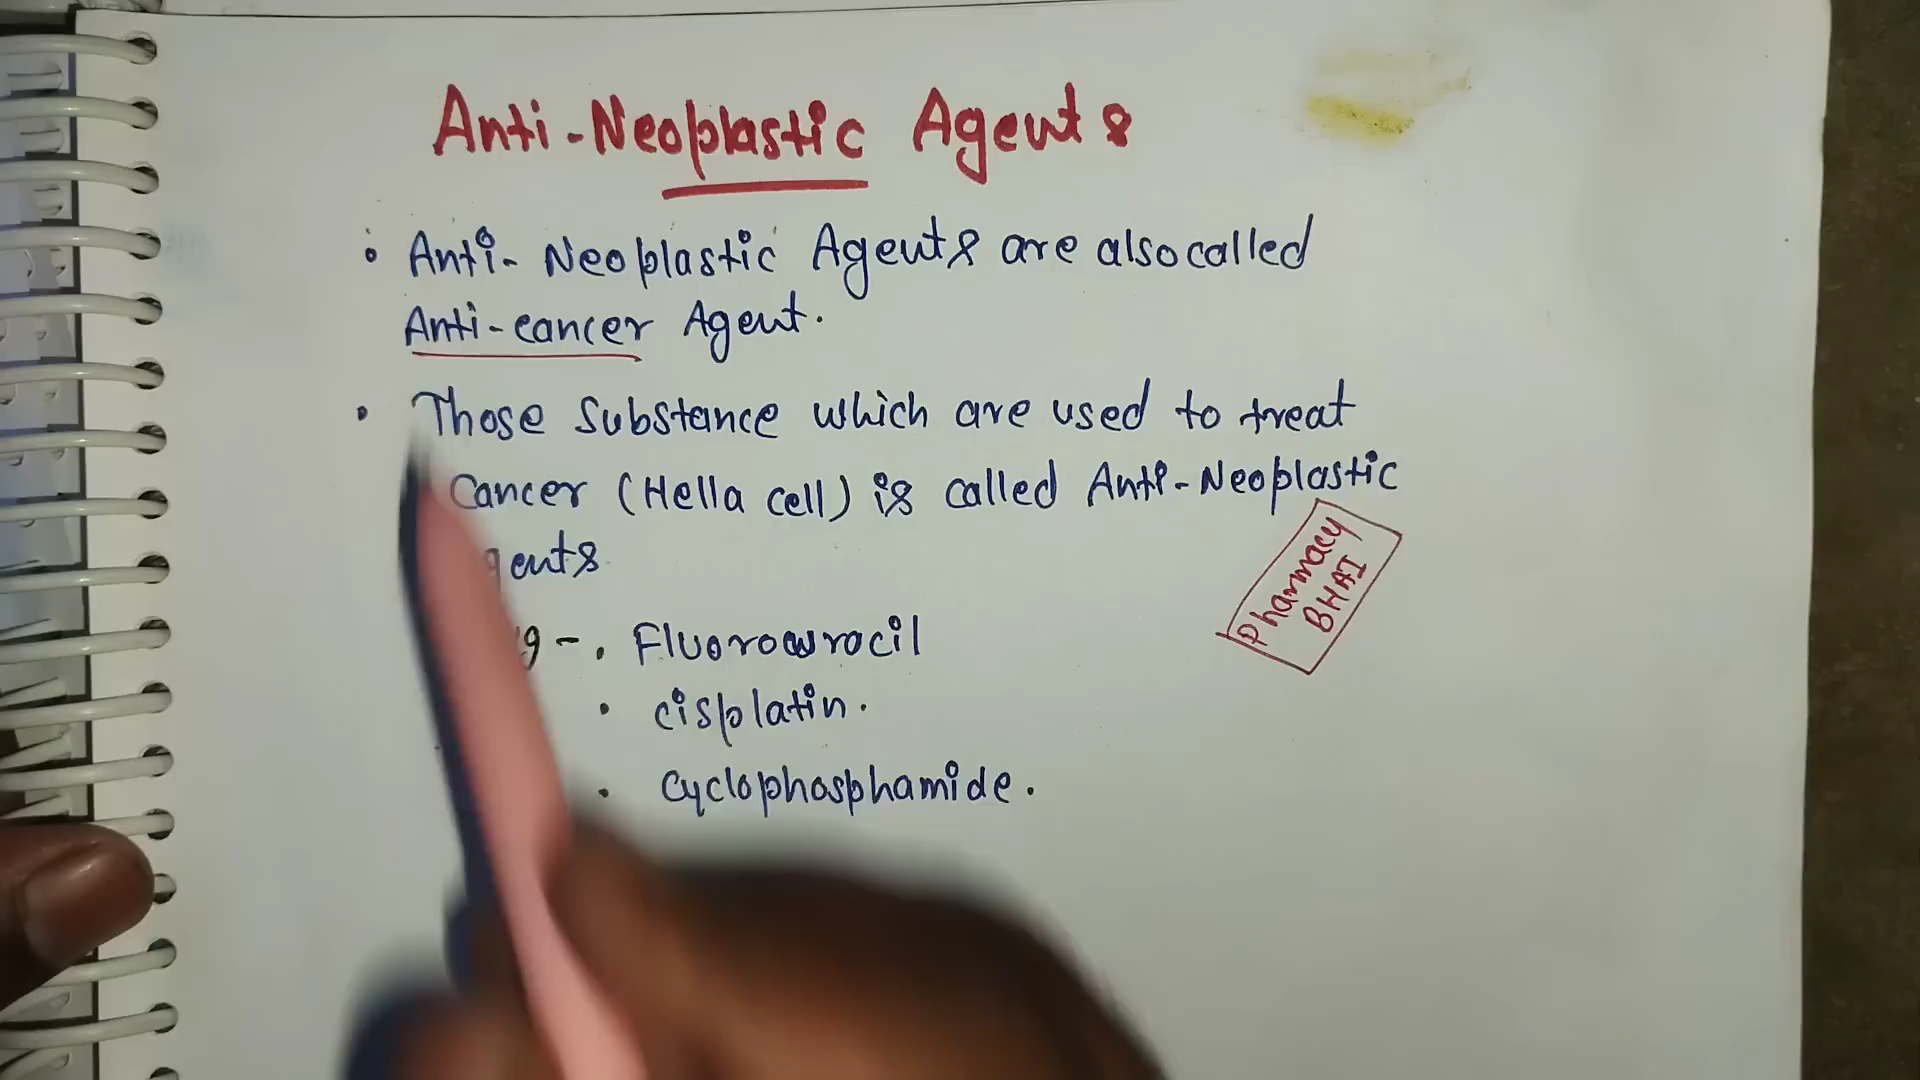 Anti-Neoplastic Agents
• Anti-Neoplastic Agents are also called
Anti-cancer Agent.
• Those substance which are used to treat
Cancer (Hella cell) is called Anti-Neoplastic
gents
g - • Fluorouracil
• cisplatin.
• cyclophosphamide.
Pharmacy
BHAI